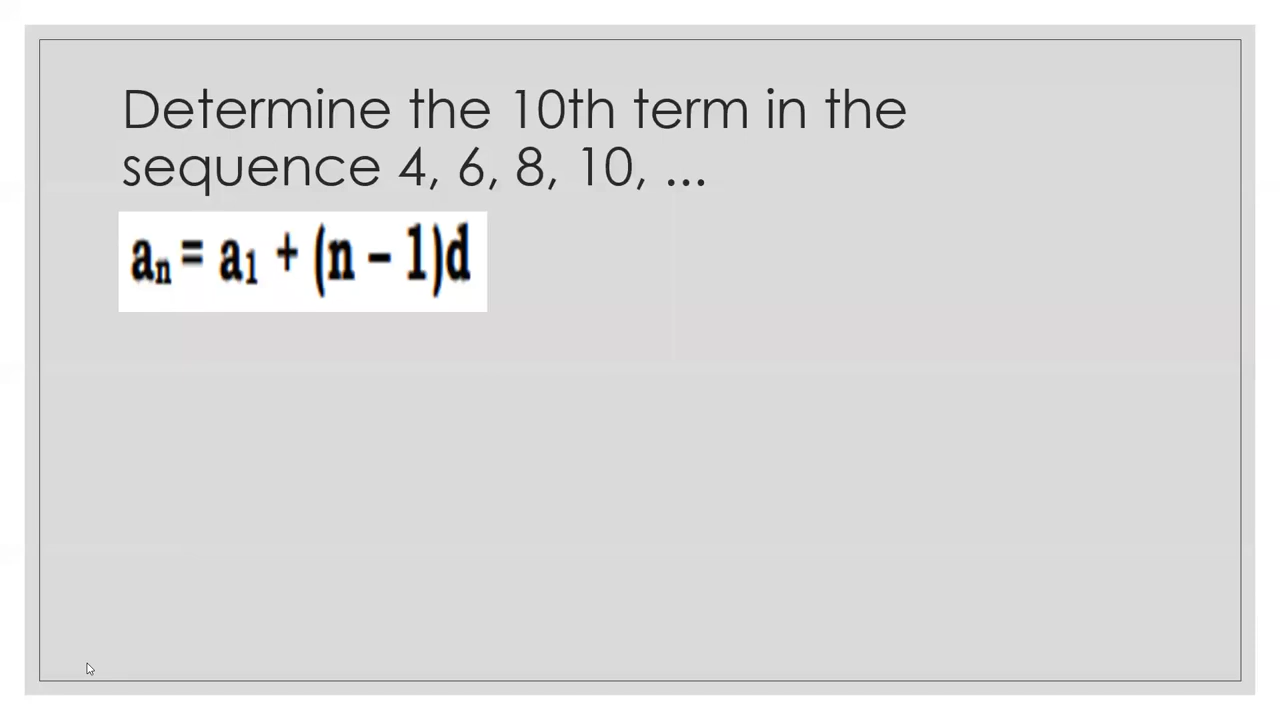 Determine the 10th term in the
sequence 4, 6, 8, 10, ...
aₙ = a₁ + (n – 1)d